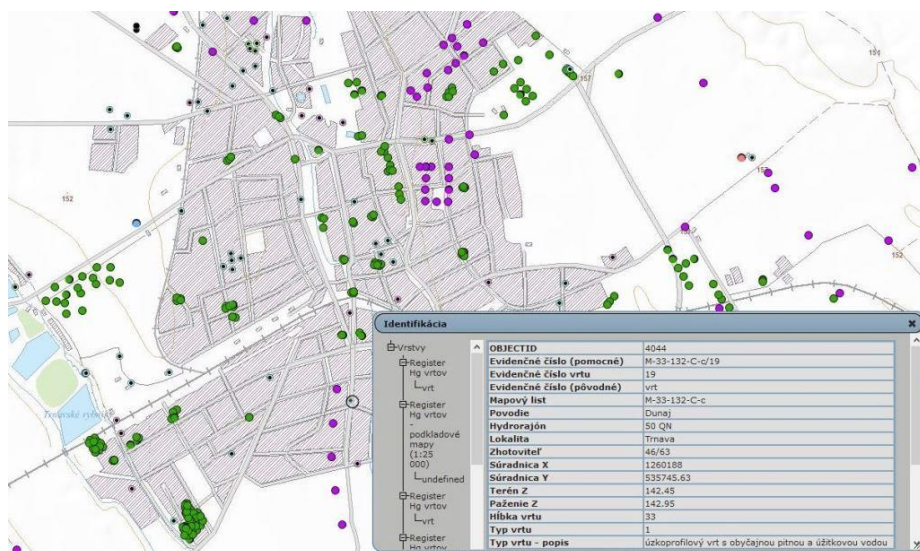 151
157
157
152
152
Trnavské rybníky
Identifikácia
Vrstvy
Register
Hg vrtov
vrt
Register
Hg vrtov
-
podkladové
mapy
(1:25
000)
undefined
Register
Hg vrtov
vrt
Register
Hg vrtov
OBJECTID 4044
Evidenčné číslo (pomocné) M-33-132-C-c/19
Evidenčné číslo vrtu 19
Evidenčné číslo (pôvodné) vrt
Mapový list M-33-132-C-c
Povodie Dunaj
Hydrorajón 50 QN
Lokalita Trnava
Zhotoviteľ 46/63
Súradnica X 1260188
Súradnica Y 535745.63
Terén Z 142.45
Paženie Z 142.95
Hĺbka vrtu 33
Typ vrtu 1
Typ vrtu - popis úzkoprofilový vrt s obyčajnou pitnou a úžitkovou vodou